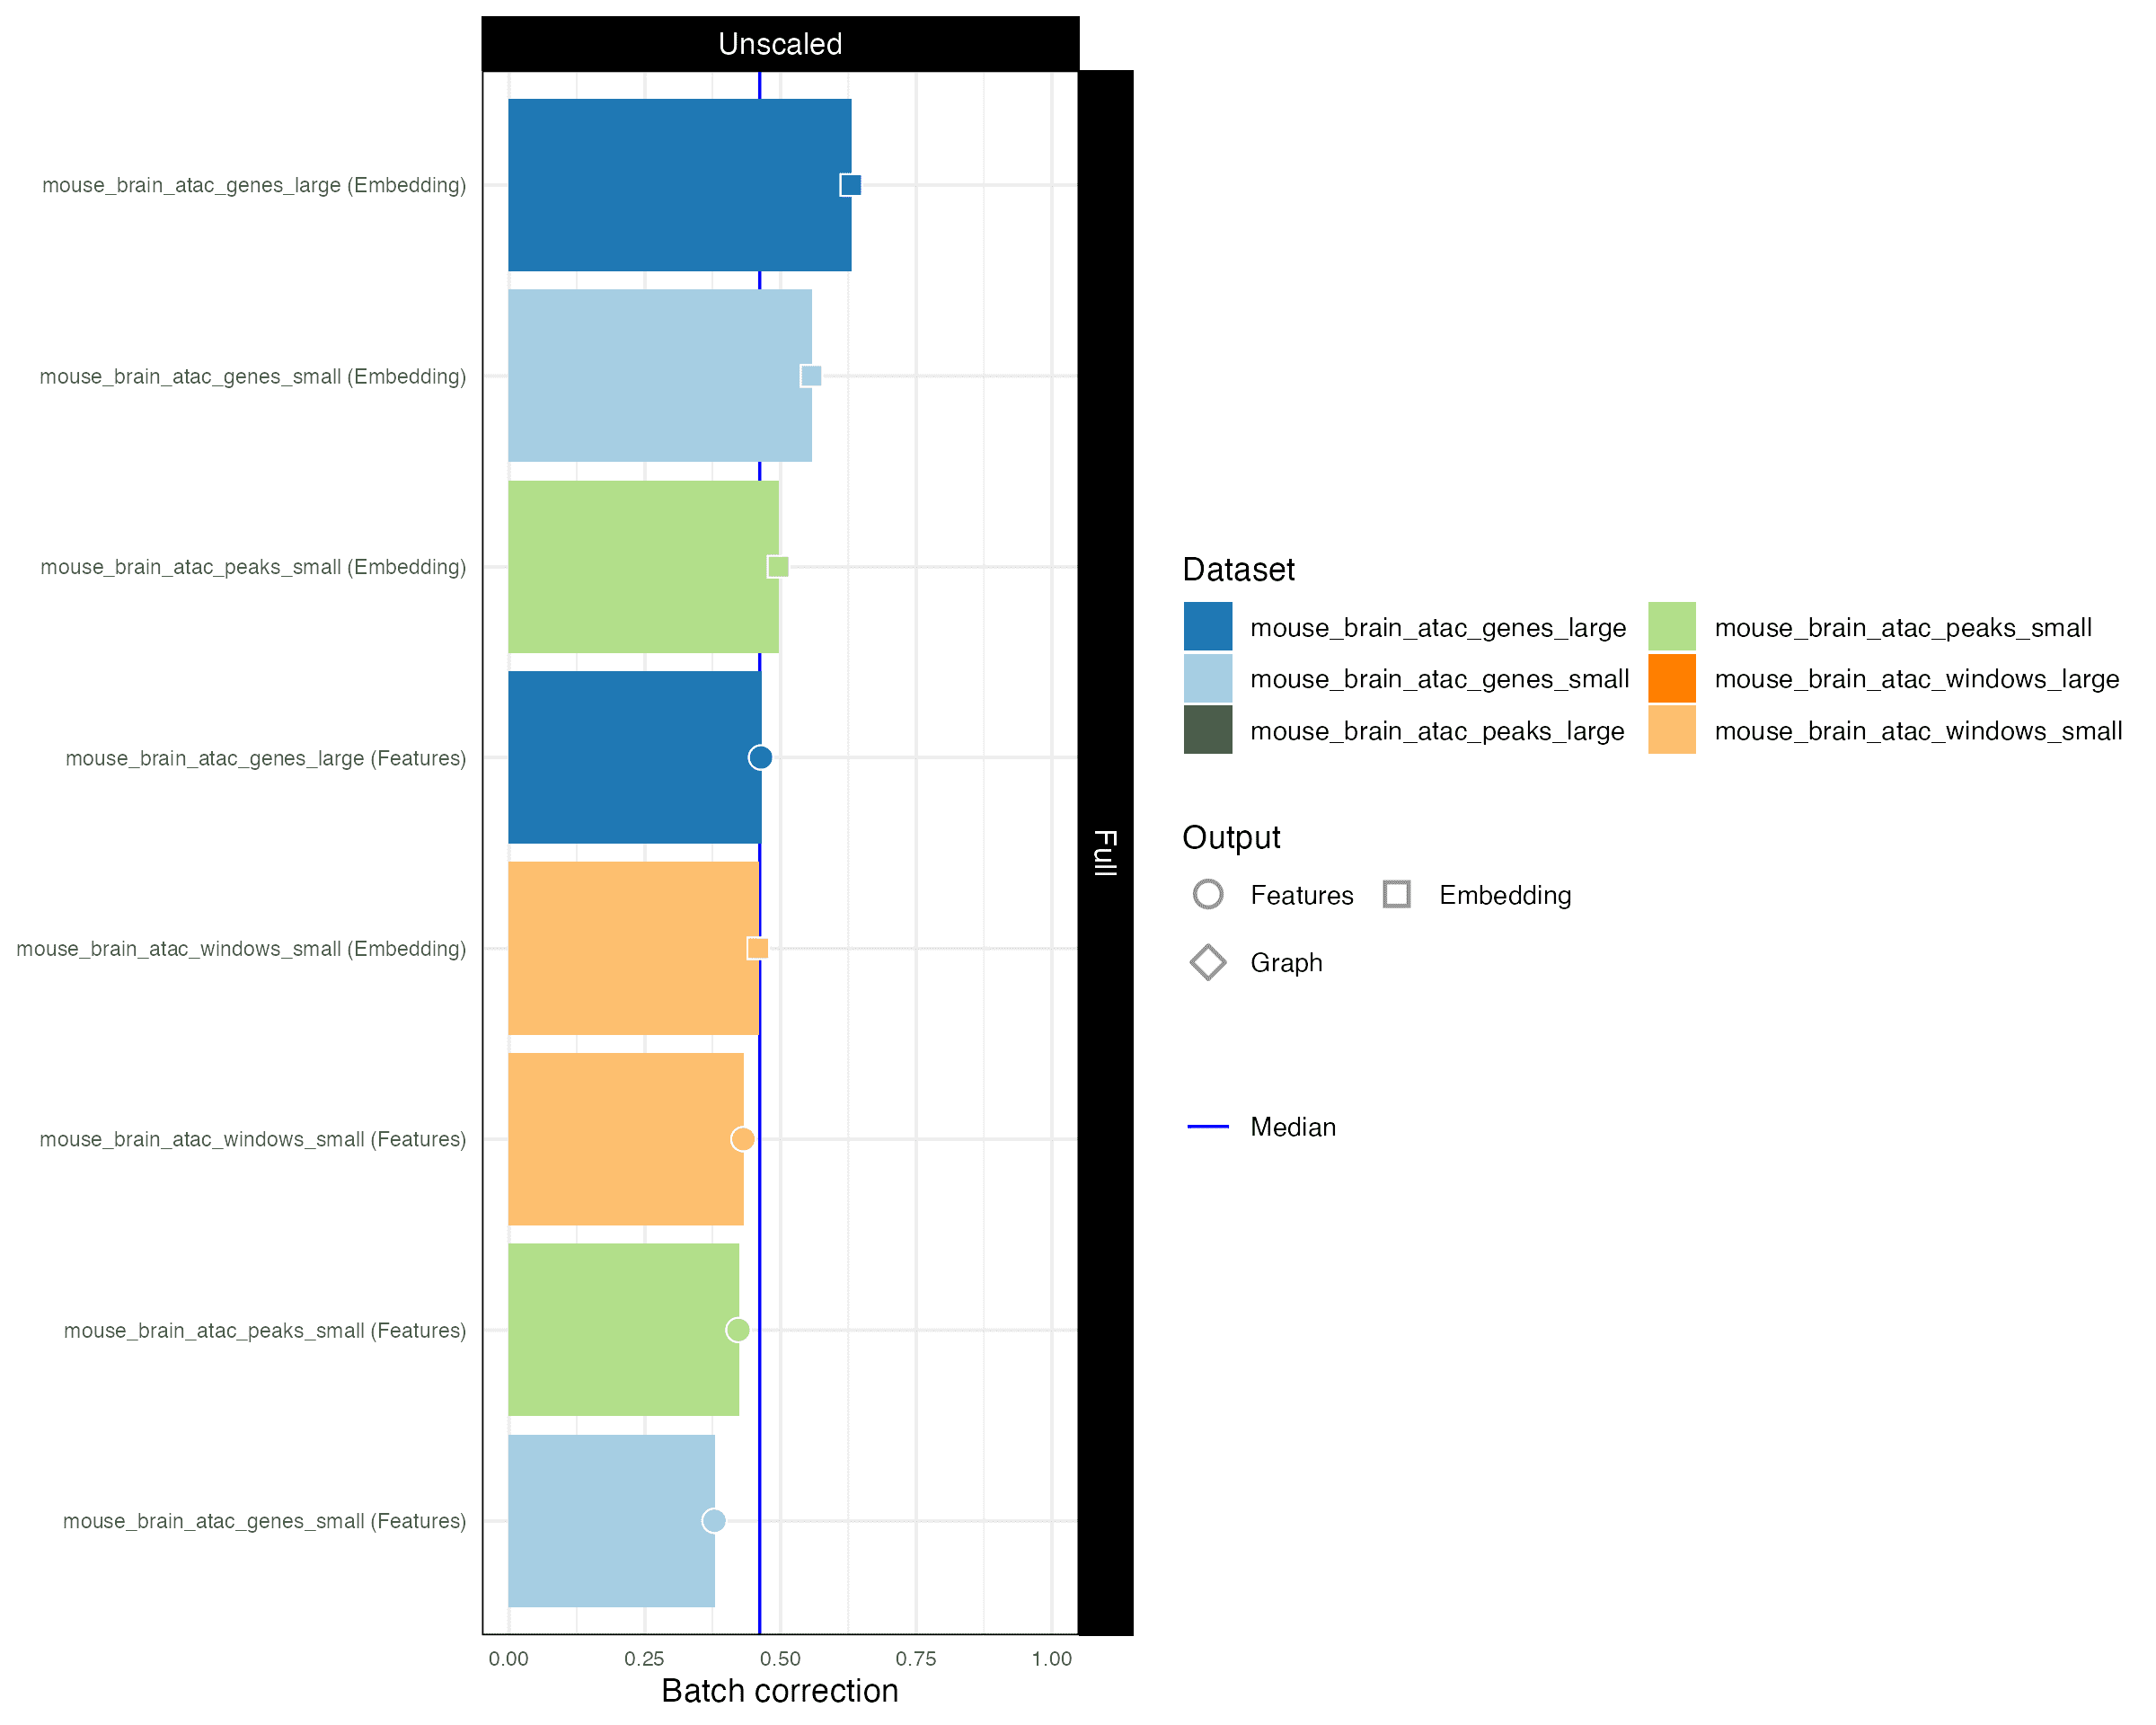 Unscaled
mouse_brain_atac_genes_large (Embedding)
mouse_brain_atac_genes_small (Embedding)
mouse_brain_atac_peaks_small (Embedding)
mouse_brain_atac_genes_large (Features)
mouse_brain_atac_windows_small (Embedding)
mouse_brain_atac_windows_small (Features)
mouse_brain_atac_peaks_small (Features)
mouse_brain_atac_genes_small (Features)
0.00 0.25 0.50 0.75 1.00
Batch correction
Full
Dataset
mouse_brain_atac_genes_large mouse_brain_atac_peaks_small
mouse_brain_atac_genes_small mouse_brain_atac_windows_large
mouse_brain_atac_peaks_large mouse_brain_atac_windows_small
Output
Features Embedding
Graph
Median